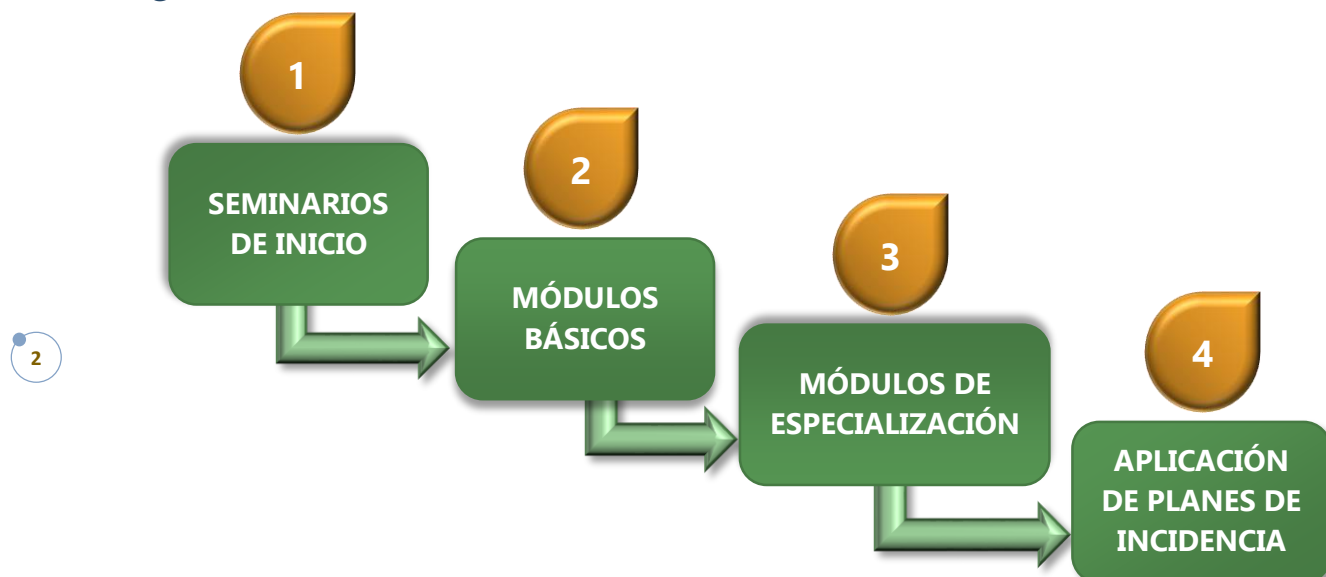 1
SEMINARIOS
DE INICIO
2
MÓDULOS
BÁSICOS
3
MÓDULOS DE
ESPECIALIZACIÓN
4
APLICACIÓN
DE PLANES DE
INCIDENCIA
2